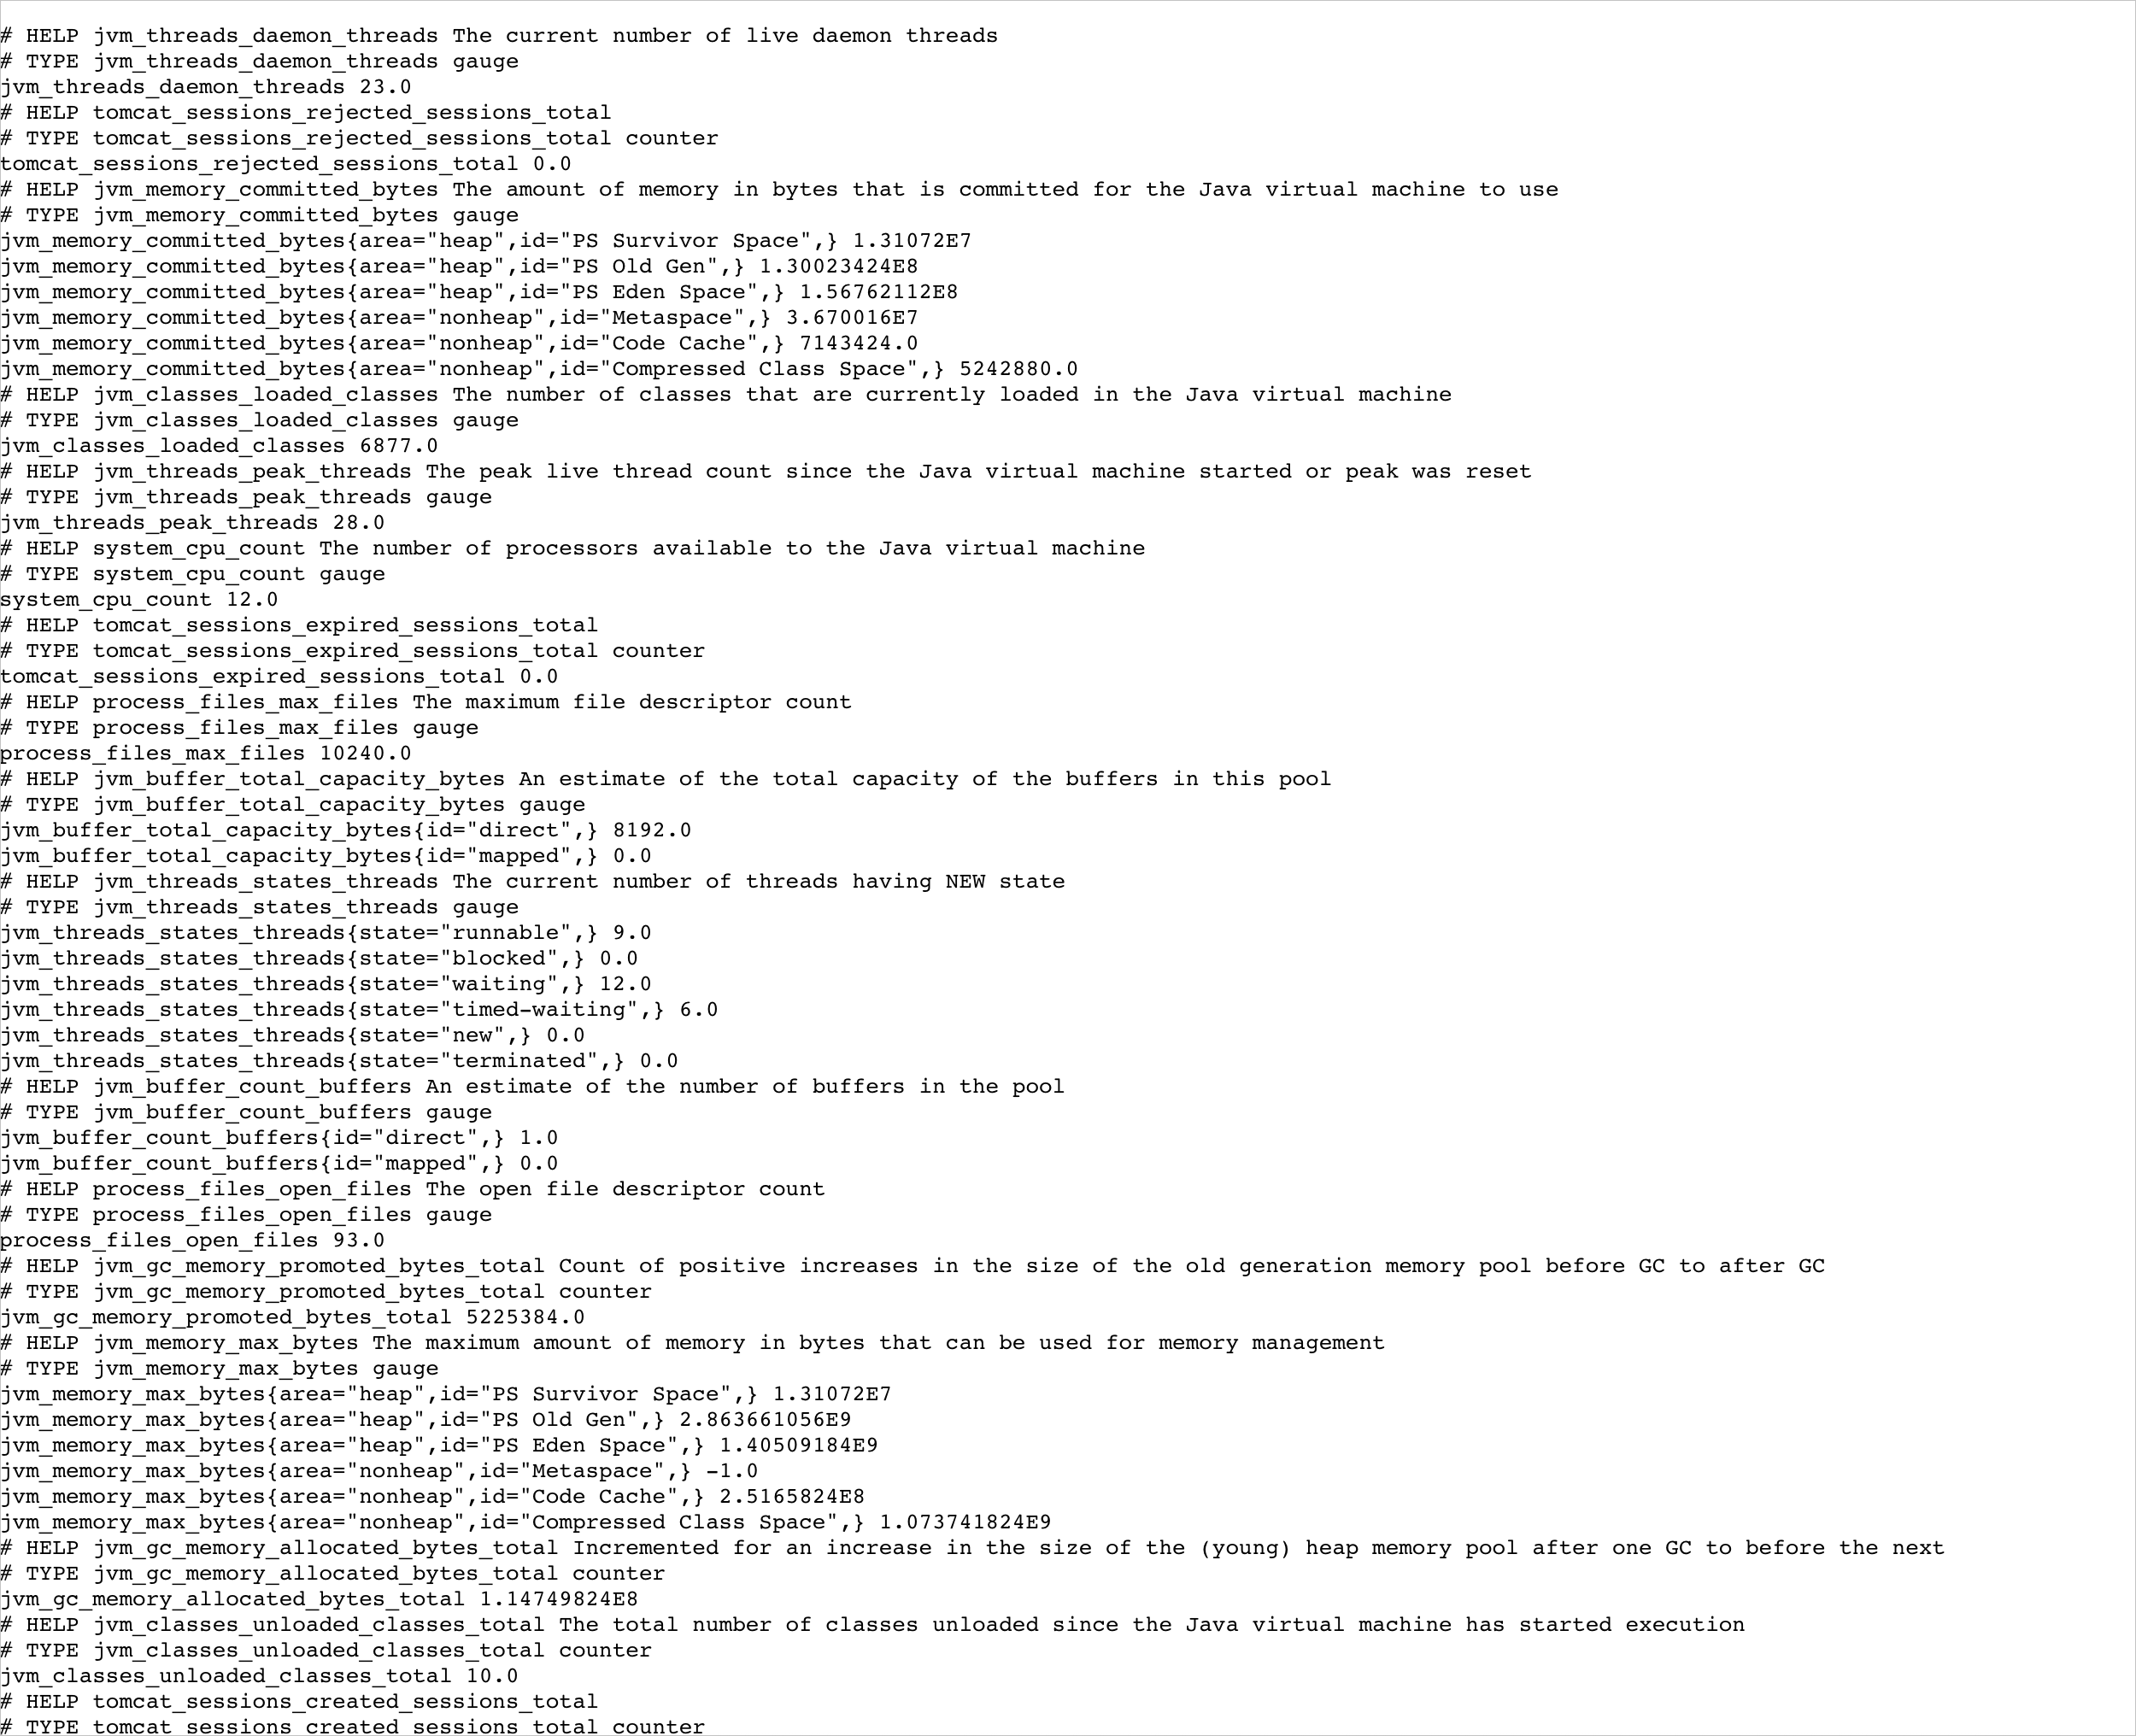 # HELP jvm_threads_daemon_threads The current number of live daemon threads
# TYPE jvm_threads_daemon_threads gauge
jvm_threads_daemon_threads 23.0
# HELP tomcat_sessions_rejected_sessions_total
# TYPE tomcat_sessions_rejected_sessions_total counter
tomcat_sessions_rejected_sessions_total 0.0
# HELP jvm_memory_committed_bytes The amount of memory in bytes that is committed for the Java virtual machine to use
# TYPE jvm_memory_committed_bytes gauge
jvm_memory_committed_bytes{area="heap",id="PS Survivor Space",} 1.31072E7
jvm_memory_committed_bytes{area="heap",id="PS Old Gen",} 1.30023424E8
jvm_memory_committed_bytes{area="heap",id="PS Eden Space",} 1.56762112E8
jvm_memory_committed_bytes{area="nonheap",id="Metaspace",} 3.670016E7
jvm_memory_committed_bytes{area="nonheap",id="Code Cache",} 7143424.0
jvm_memory_committed_bytes{area="nonheap",id="Compressed Class Space",} 5242880.0
# HELP jvm_classes_loaded_classes The number of classes that are currently loaded in the Java virtual machine
# TYPE jvm_classes_loaded_classes gauge
jvm_classes_loaded_classes 6877.0
# HELP jvm_threads_peak_threads The peak live thread count since the Java virtual machine started or peak was reset
# TYPE jvm_threads_peak_threads gauge
jvm_threads_peak_threads 28.0
# HELP system_cpu_count The number of processors available to the Java virtual machine
# TYPE system_cpu_count gauge
system_cpu_count 12.0
# HELP tomcat_sessions_expired_sessions_total
# TYPE tomcat_sessions_expired_sessions_total counter
tomcat_sessions_expired_sessions_total 0.0
# HELP process_files_max_files The maximum file descriptor count
# TYPE process_files_max_files gauge
process_files_max_files 10240.0
# HELP jvm_buffer_total_capacity_bytes An estimate of the total capacity of the buffers in this pool
# TYPE jvm_buffer_total_capacity_bytes gauge
jvm_buffer_total_capacity_bytes{id="direct",} 8192.0
jvm_buffer_total_capacity_bytes{id="mapped",} 0.0
# HELP jvm_threads_states_threads The current number of threads having NEW state
# TYPE jvm_threads_states_threads gauge
jvm_threads_states_threads{state="runnable",} 9.0
jvm_threads_states_threads{state="blocked",} 0.0
jvm_threads_states_threads{state="waiting",} 12.0
jvm_threads_states_threads{state="timed-waiting",} 6.0
jvm_threads_states_threads{state="new",} 0.0
jvm_threads_states_threads{state="terminated",} 0.0
# HELP jvm_buffer_count_buffers An estimate of the number of buffers in the pool
# TYPE jvm_buffer_count_buffers gauge
jvm_buffer_count_buffers{id="direct",} 1.0
jvm_buffer_count_buffers{id="mapped",} 0.0
# HELP process_files_open_files The open file descriptor count
# TYPE process_files_open_files gauge
process_files_open_files 93.0
# HELP jvm_gc_memory_promoted_bytes_total Count of positive increases in the size of the old generation memory pool before GC to after GC
# TYPE jvm_gc_memory_promoted_bytes_total counter
jvm_gc_memory_promoted_bytes_total 5225384.0
# HELP jvm_memory_max_bytes The maximum amount of memory in bytes that can be used for memory management
# TYPE jvm_memory_max_bytes gauge
jvm_memory_max_bytes{area="heap",id="PS Survivor Space",} 1.31072E7
jvm_memory_max_bytes{area="heap",id="PS Old Gen",} 2.863661056E9
jvm_memory_max_bytes{area="heap",id="PS Eden Space",} 1.40509184E9
jvm_memory_max_bytes{area="nonheap",id="Metaspace",} -1.0
jvm_memory_max_bytes{area="nonheap",id="Code Cache",} 2.5165824E8
jvm_memory_max_bytes{area="nonheap",id="Compressed Class Space",} 1.073741824E9
# HELP jvm_gc_memory_allocated_bytes_total Incremented for an increase in the size of the (young) heap memory pool after one GC to before the next
# TYPE jvm_gc_memory_allocated_bytes_total counter
jvm_gc_memory_allocated_bytes_total 1.14749824E8
# HELP jvm_classes_unloaded_classes_total The total number of classes unloaded since the Java virtual machine has started execution
# TYPE jvm_classes_unloaded_classes_total counter
jvm_classes_unloaded_classes_total 10.0
# HELP tomcat_sessions_created_sessions_total
# TYPE tomcat_sessions_created_sessions_total counter